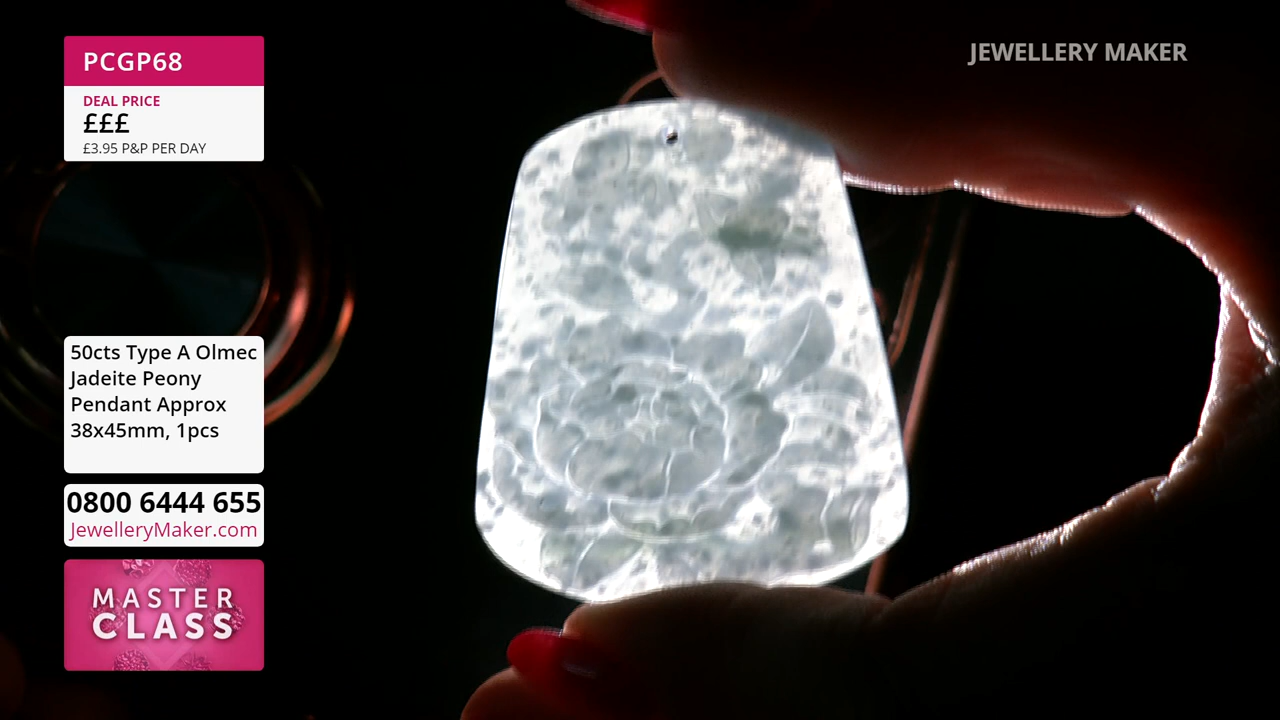 PCGP68
DEAL PRICE
£££
£3.95 P&P PER DAY
JEWELLERY MAKER
50cts Type A Olmec
Jadeite Peony
Pendant Approx
38x45mm, 1pcs
0800 6444 655
JewelleryMaker.com
MASTER
CLASS